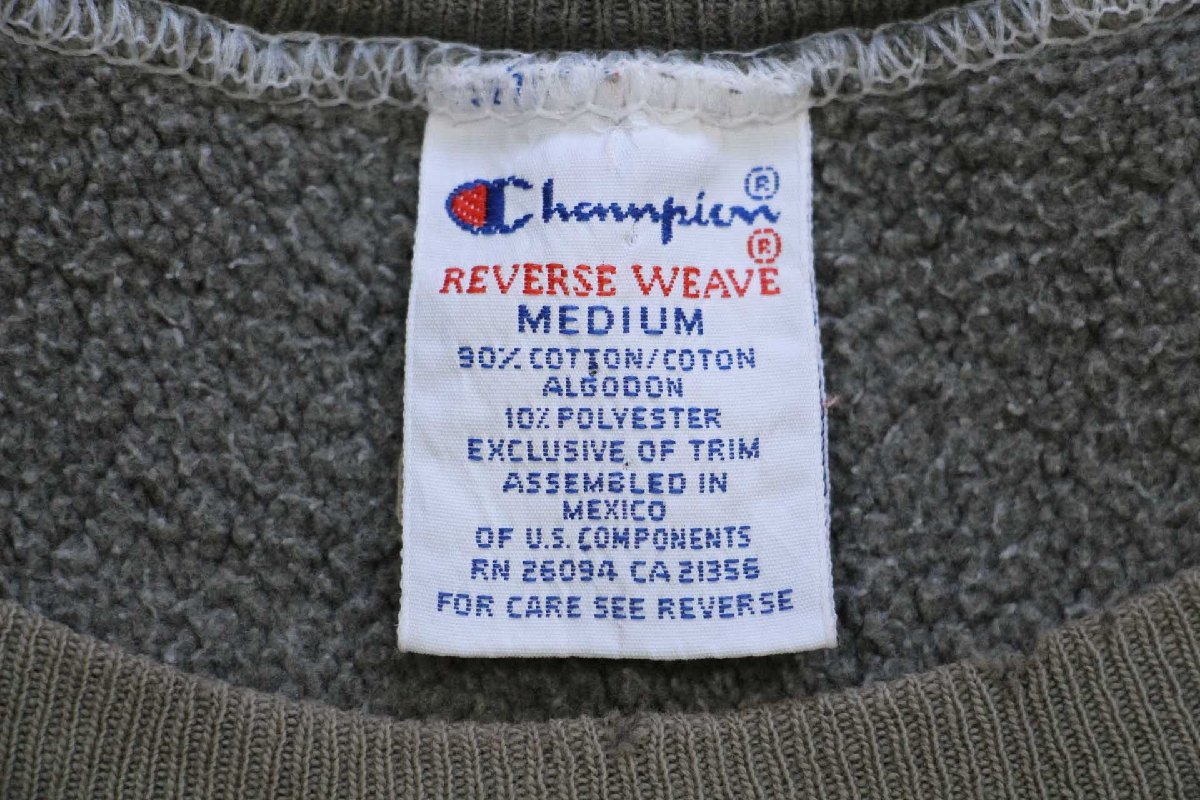 Champion®
®
REVERSE WEAVE
MEDIUM
90% COTTON/COTON
ALGODON
10% POLYESTER
EXCLUSIVE OF TRIM
ASSEMBLED IN
MEXICO
OF U.S. COMPONENTS
RN 26094 CA 21356
FOR CARE SEE REVERSE